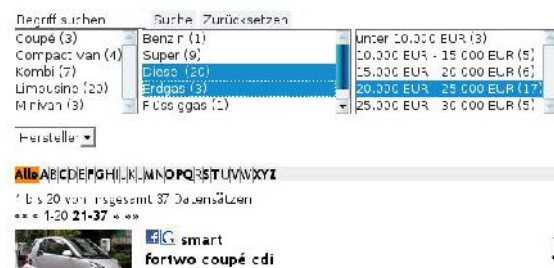 Begriff suchen Suche Zurücksetzen
Coupé (3) Benzin (1) unter 10.000 EUR (3)
Compact Van (4) Super (9) 10.000 EUR - 15.000 EUR (5)
Kombi (7) Diesel (20) 15.000 EUR - 20.000 EUR (6)
Limousine (20) Erdgas (3) 20.000 EUR - 25.000 EUR (17)
Minivan (3) Flüssiggas (1) 25.000 EUR - 30.000 EUR (5)
Hersteller
Alle A B C D E F G H I J K L M N O P Q R S T U V W X Y Z
1 bis 20 von insgesamt 37 Datensätzen
«« « 1-20 21-37 » »»
smart
fortwo coupé cdi